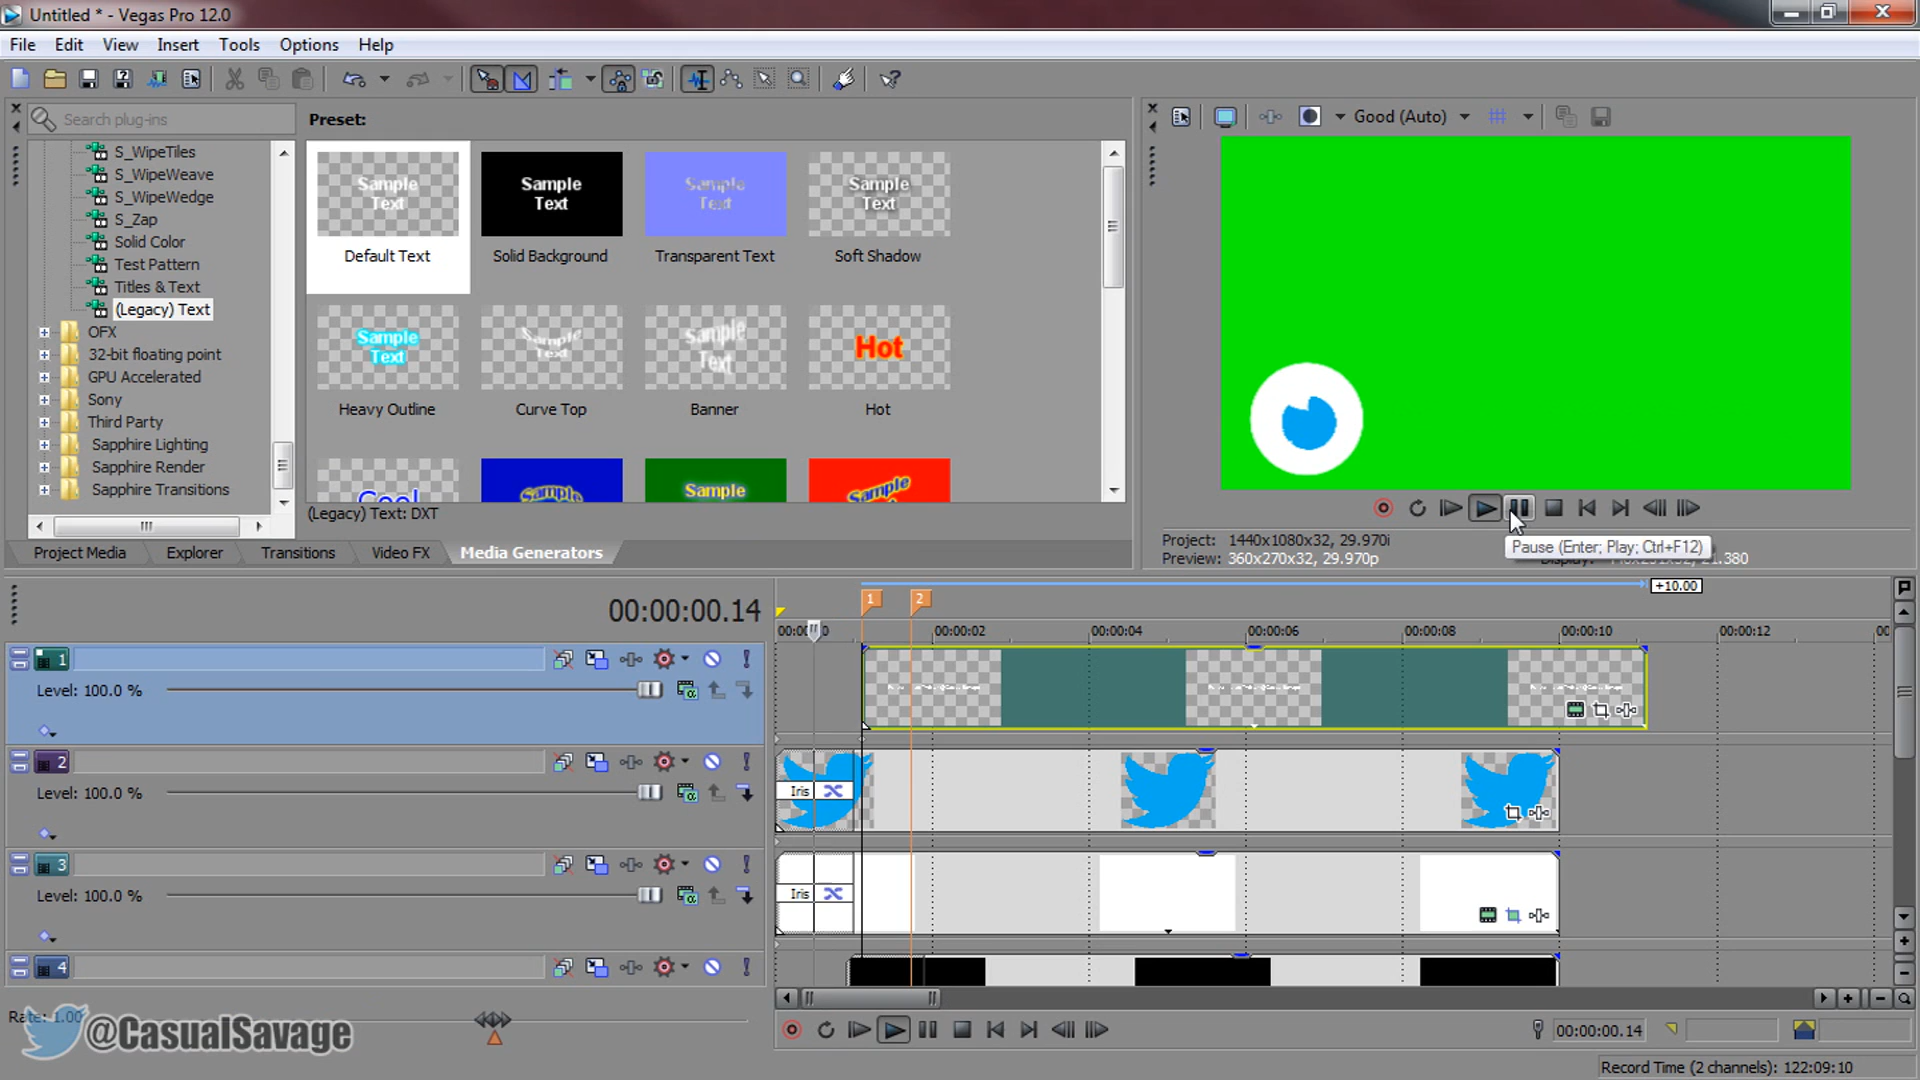 Untitled * - Vegas Pro 12.0
File Edit View Insert Tools Options Help
Search plug-ins
Preset:
Good (Auto)
S_WipeTiles
S_WipeWeave
S_WipeWedge
S_Zap
Solid Color
Test Pattern
Titles & Text
(Legacy) Text
OFX
32-bit floating point
GPU Accelerated
Sony
Third Party
Sapphire Lighting
Sapphire Render
Sapphire Transitions
Sample Text
Sample Text
Sample Text
Sample Text
Default Text Solid Background Transparent Text Soft Shadow
Sample Text
Sample Text
Sample Text
Hot
Heavy Outline Curve Top Banner Hot
Cool
Sample
Sample
Sample
(Legacy) Text: DXT
Project Media Explorer Transitions Video FX Media Generators
Project: 1440x1080x32, 29.970i
Pause (Enter; Play; Ctrl+F12)
Preview: 360x270x32, 29.970p
+10.00
00:00:00.14
1 2
00:00:02 00:00:04 00:00:06 00:00:08 00:00:10 00:00:12
1
Level: 100.0 %
2
Level: 100.0 %
Iris
3
Level: 100.0 %
Iris
4
Rate: 1.00
@CasualSavage
00:00:00.14
Record Time (2 channels): 122:09:10